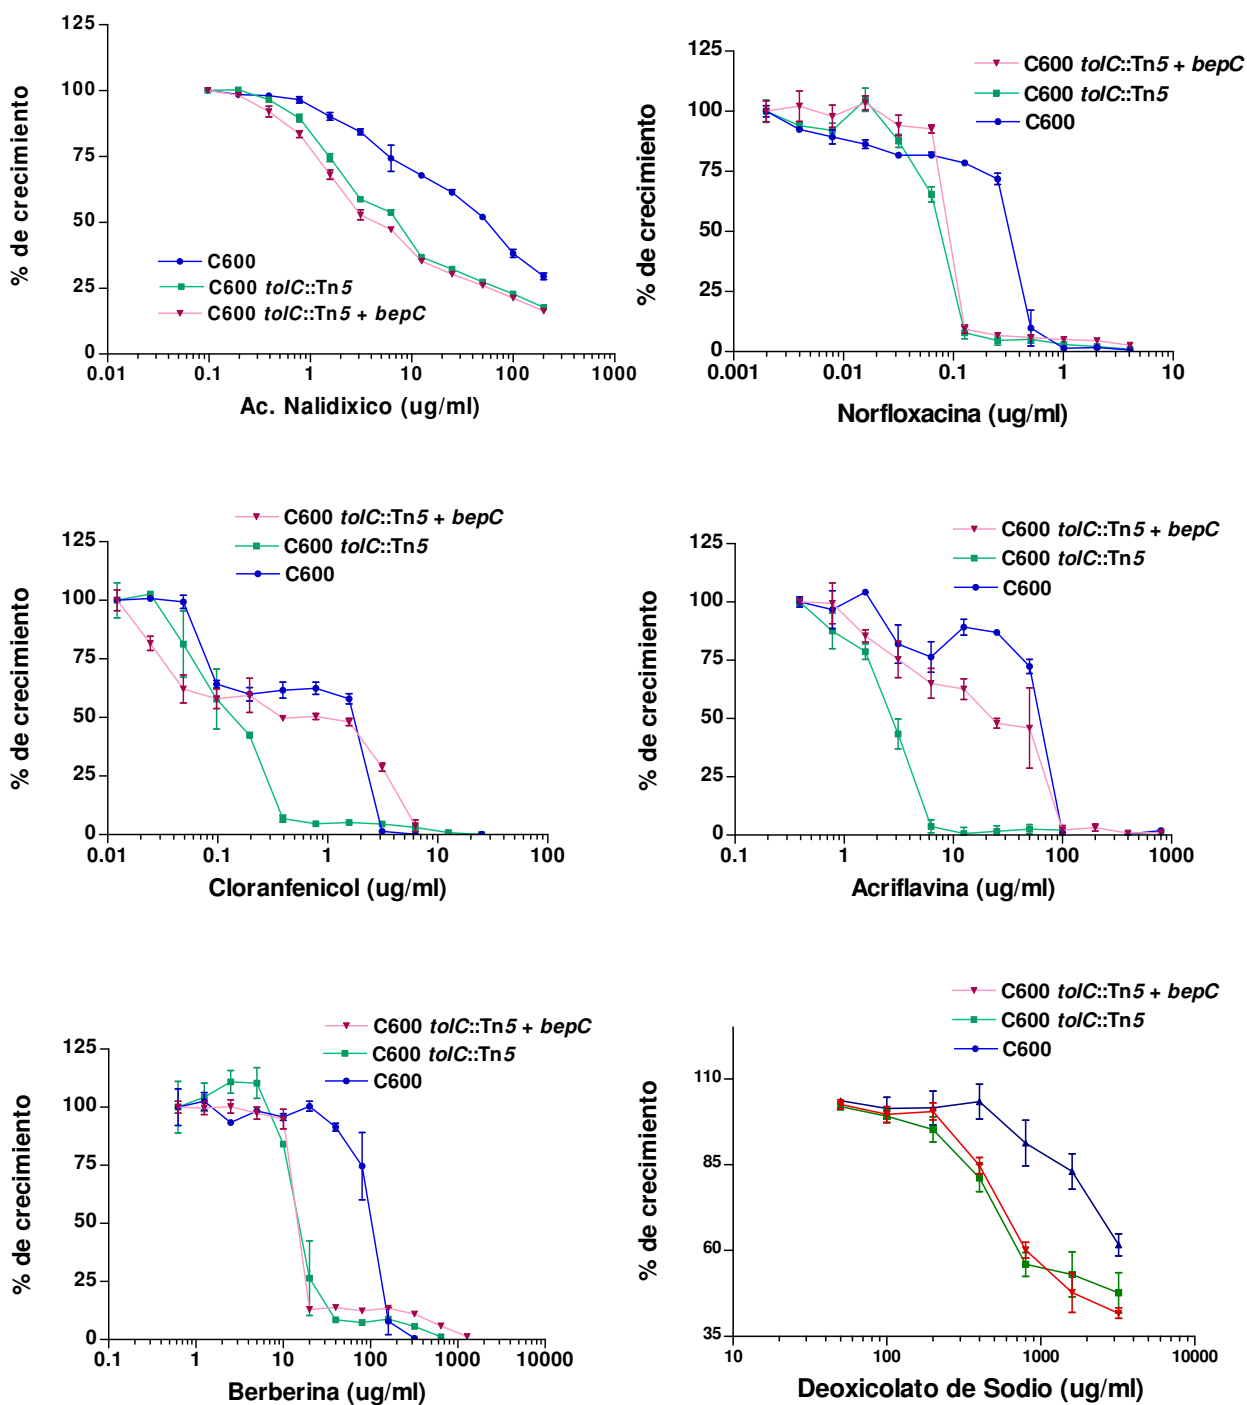 125
100
75
50
25
0
% de crecimiento
C600
C600 tolC::Tn5
C600 tolC::Tn5 + bepC
0.01 0.1 1 10 100 1000
Ac. Nalidixico (ug/ml)
125
100
75
50
25
0
% de crecimiento
C600 tolC::Tn5 + bepC
C600 tolC::Tn5
C600
0.001 0.01 0.1 1 10
Norfloxacina (ug/ml)
125
100
75
50
25
0
% de crecimiento
C600 tolC::Tn5 + bepC
C600 tolC::Tn5
C600
0.01 0.1 1 10 100
Cloranfenicol (ug/ml)
125
100
75
50
25
0
% de crecimiento
C600 tolC::Tn5 + bepC
C600 tolC::Tn5
C600
0.1 1 10 100 1000
Acriflavina (ug/ml)
125
100
75
50
25
0
% de crecimiento
C600 tolC::Tn5 + bepC
C600 tolC::Tn5
C600
0.1 1 10 100 1000 10000
Berberina (ug/ml)
110
85
60
35
% de crecimiento
C600 tolC::Tn5 + bepC
C600 tolC::Tn5
C600
10 100 1000 10000
Deoxicolato de Sodio (ug/ml)